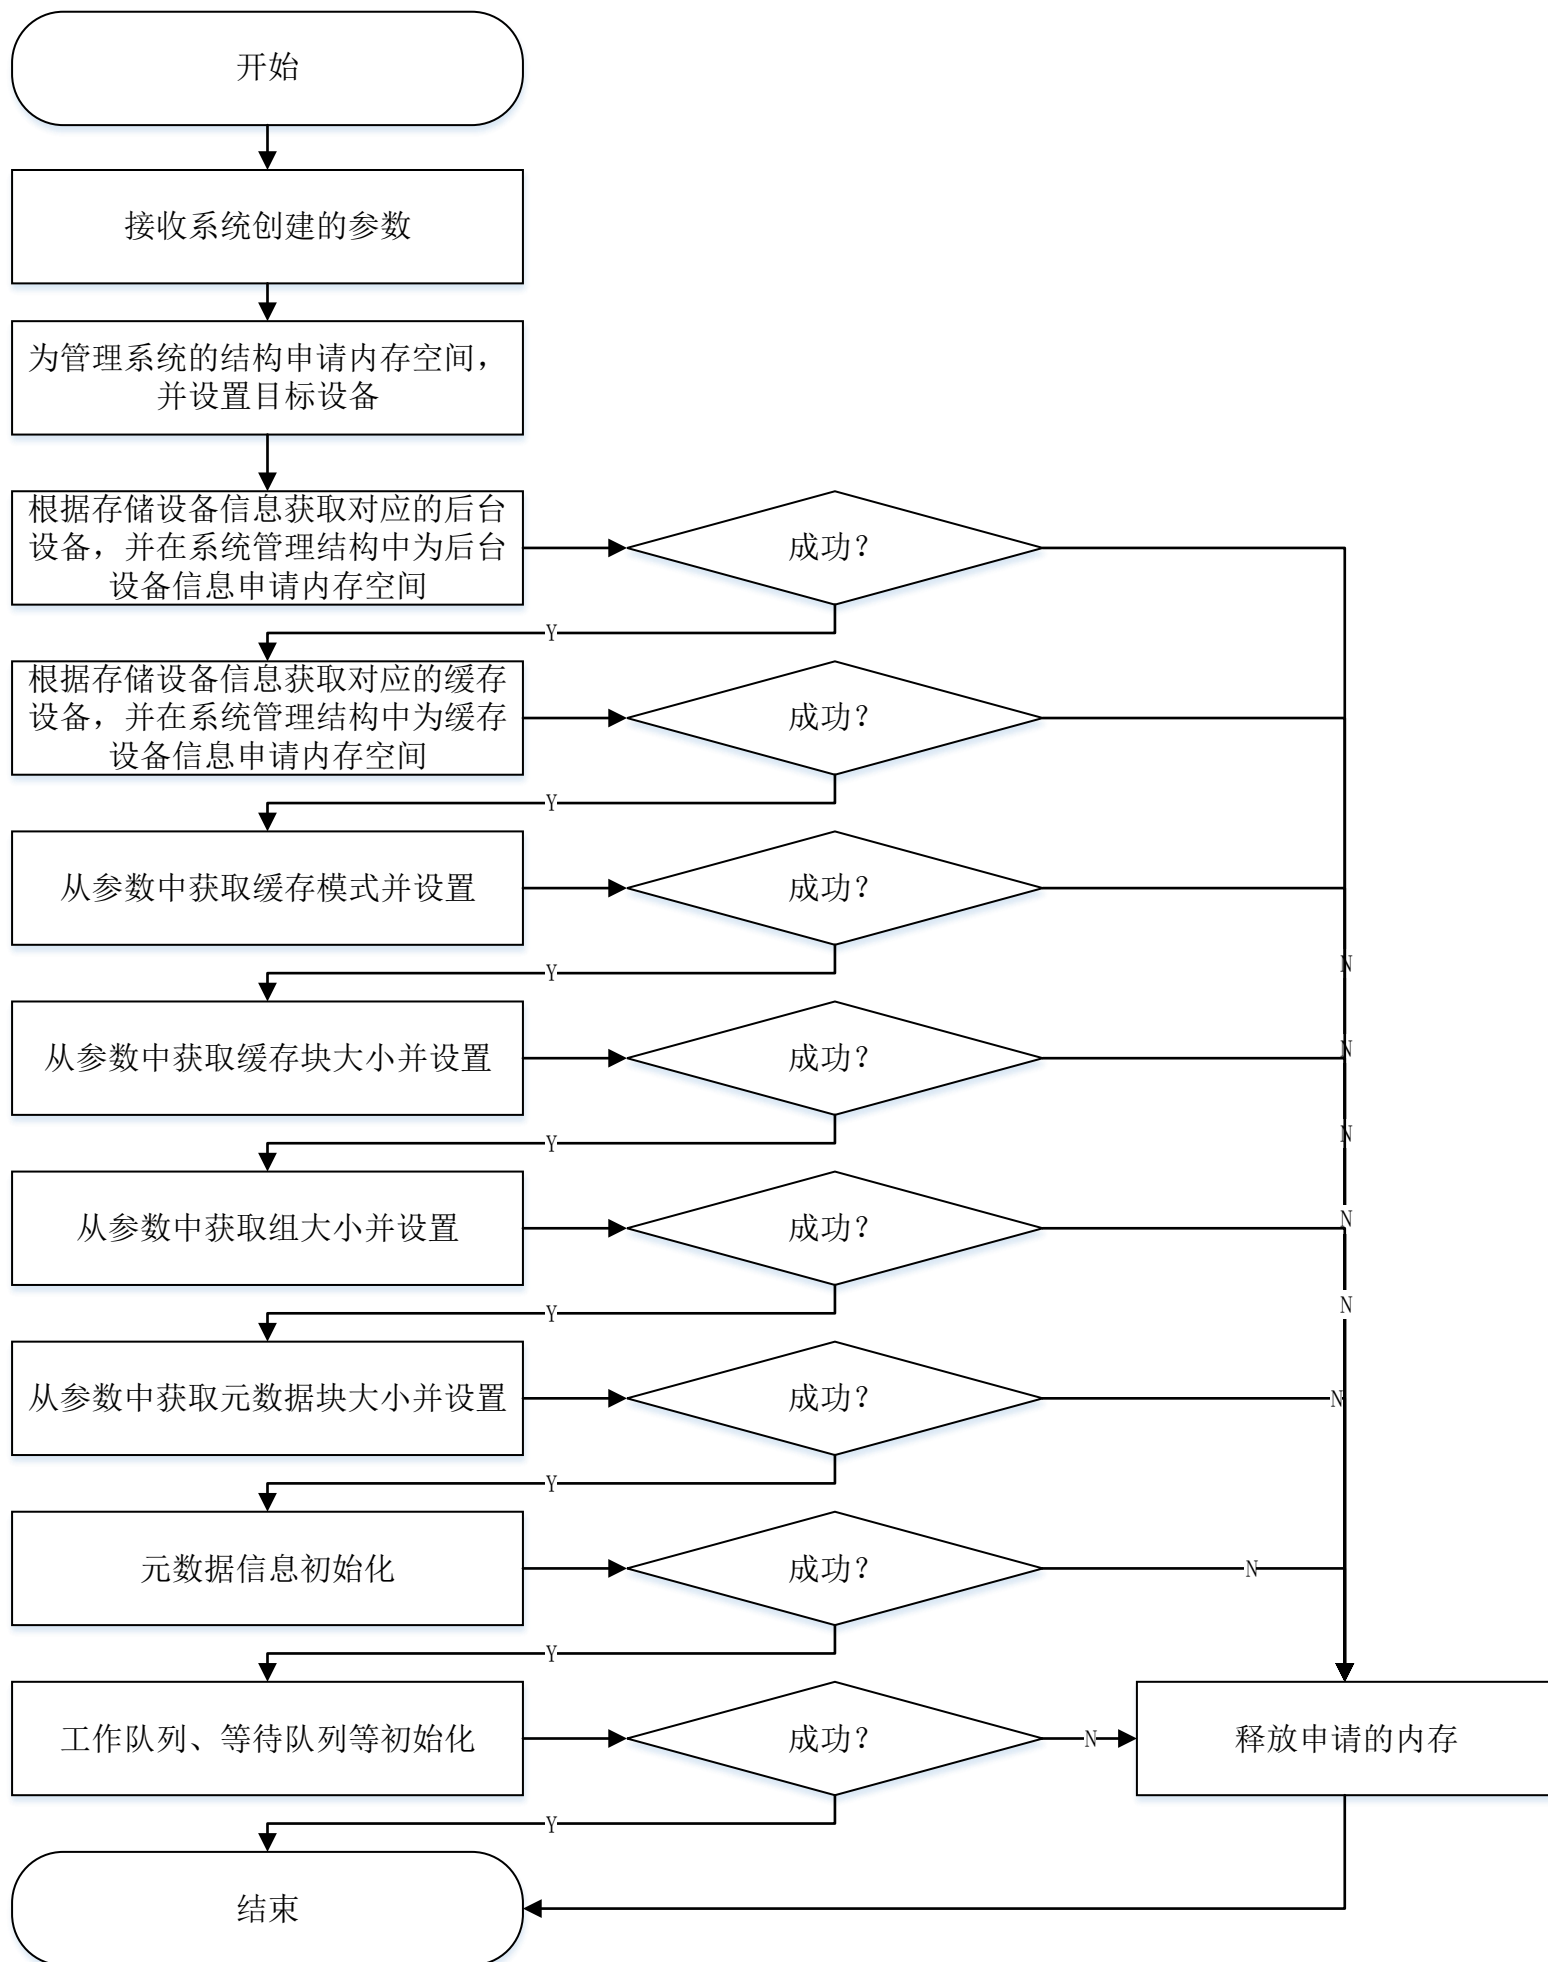 开始
接收系统创建的参数
为管理系统的结构申请内存空间，
并设置目标设备
根据存储设备信息获取对应的后台
设备，并在系统管理结构中为后台
设备信息申请内存空间
成功？
Y
根据存储设备信息获取对应的缓存
设备，并在系统管理结构中为缓存
设备信息申请内存空间
成功？
Y
从参数中获取缓存模式并设置
成功？
N
Y
从参数中获取缓存块大小并设置
成功？
N
N
Y
从参数中获取组大小并设置
成功？
N
N
Y
从参数中获取元数据块大小并设置
成功？
N
Y
元数据信息初始化
成功？
N
Y
工作队列、等待队列等初始化
成功？
N
释放申请的内存
Y
结束